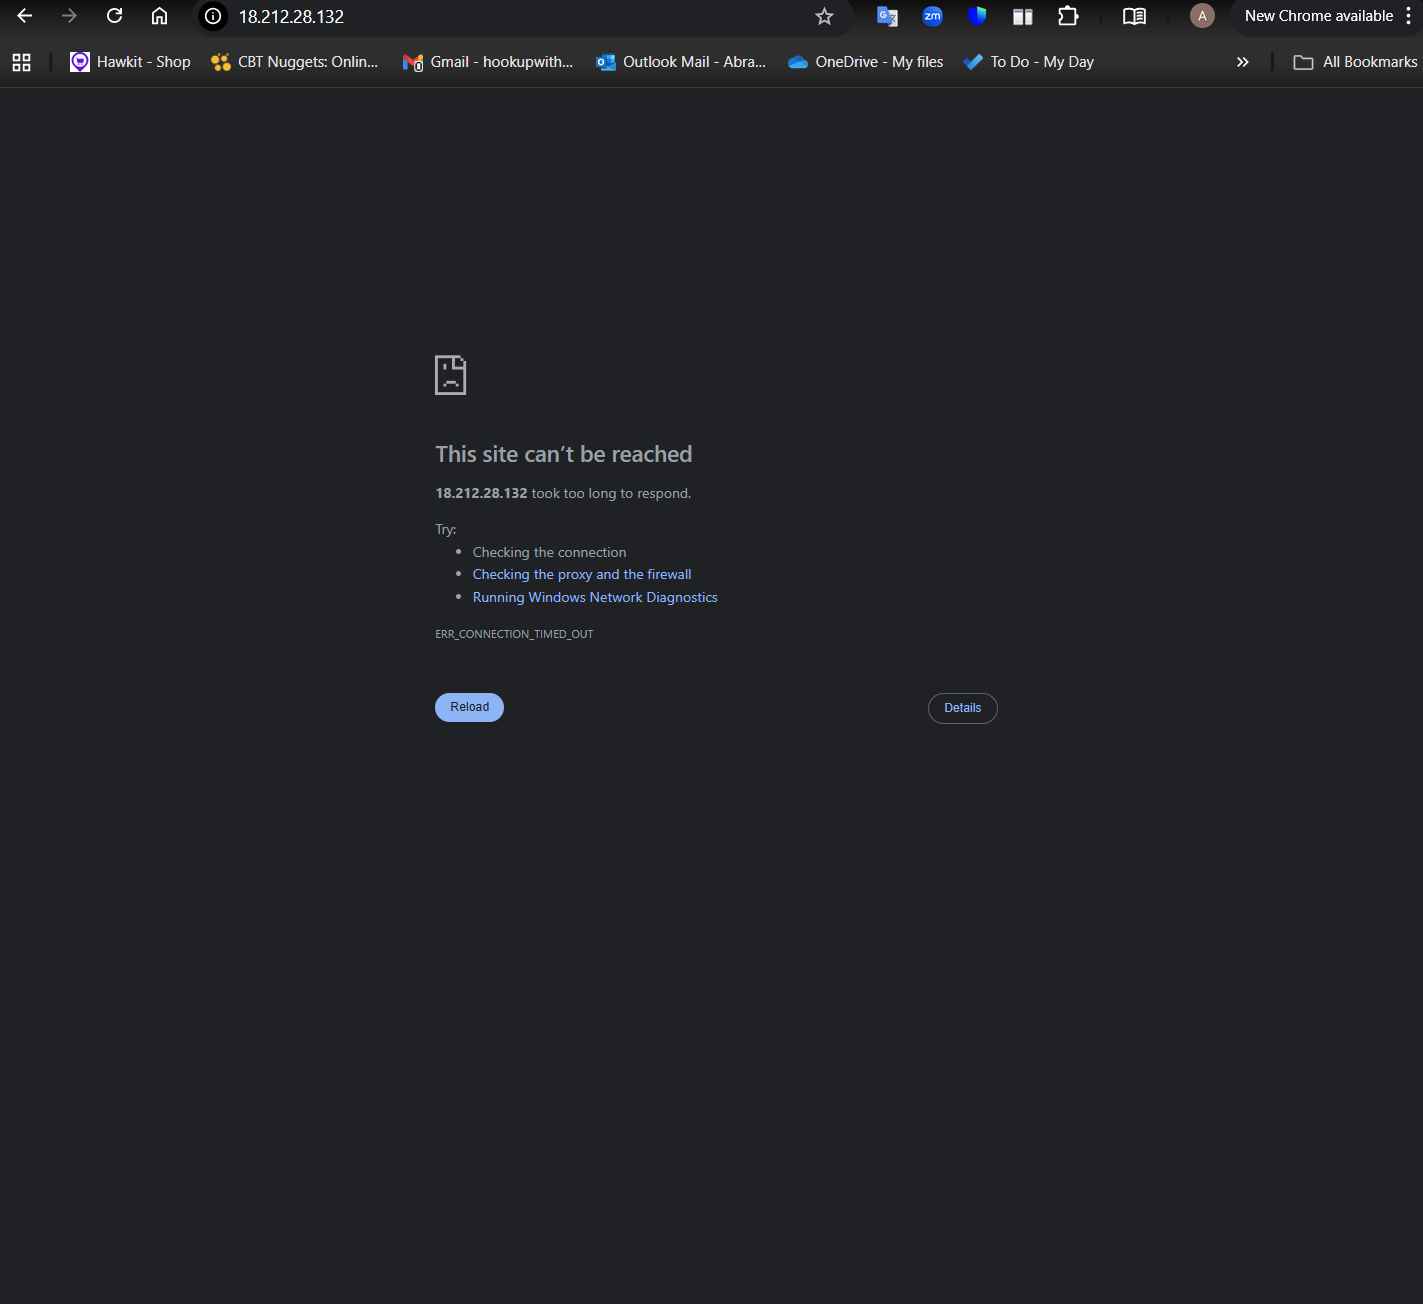 18.212.28.132
zm
A
New Chrome available
Hawkit - Shop
CBT Nuggets: Onlin...
Gmail - hookupwith...
Outlook Mail - Abra...
OneDrive - My files
To Do - My Day
All Bookmarks
This site can’t be reached
18.212.28.132 took too long to respond.
Try:
Checking the connection
Checking the proxy and the firewall
Running Windows Network Diagnostics
ERR_CONNECTION_TIMED_OUT
Reload
Details